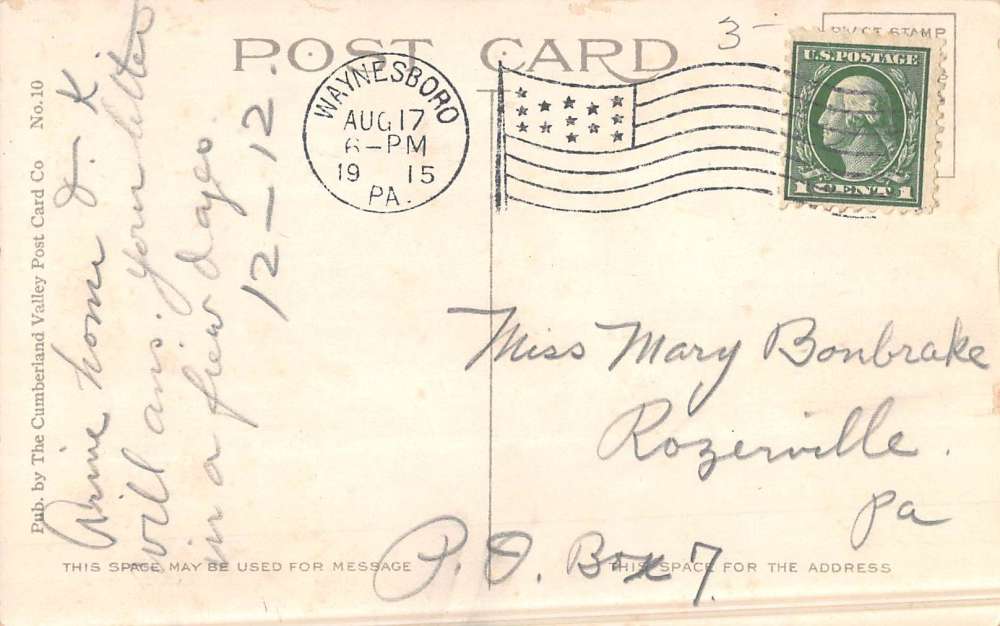 POST CARD
PLACE STAMP
3-
U.S. POSTAGE
1 CENT 1
WAYNESBORO
AUG 17
6-PM
19 15
PA.
Pub. by The Cumberland Valley Post Card Co No. 10
home O. K.
will ans. your letter
in a few days
12-12.
Miss Mary Bonbrake
Rozerville.
Pa
P. O. Box 7.
THIS SPACE MAY BE USED FOR MESSAGE
THIS SPACE FOR THE ADDRESS